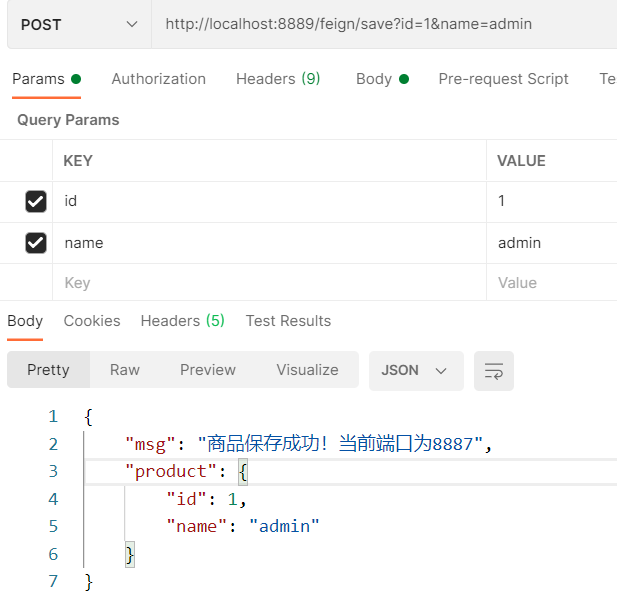 POST http://localhost:8889/feign/save?id=1&name=admin
Params Authorization Headers (9) Body Pre-request Script Te
Query Params
KEY VALUE
id 1
name admin
Key Value
Body Cookies Headers (5) Test Results
Pretty Raw Preview Visualize JSON
1 {
2 "msg": "商品保存成功！当前端口为8887",
3 "product": {
4 "id": 1,
5 "name": "admin"
6 }
7 }